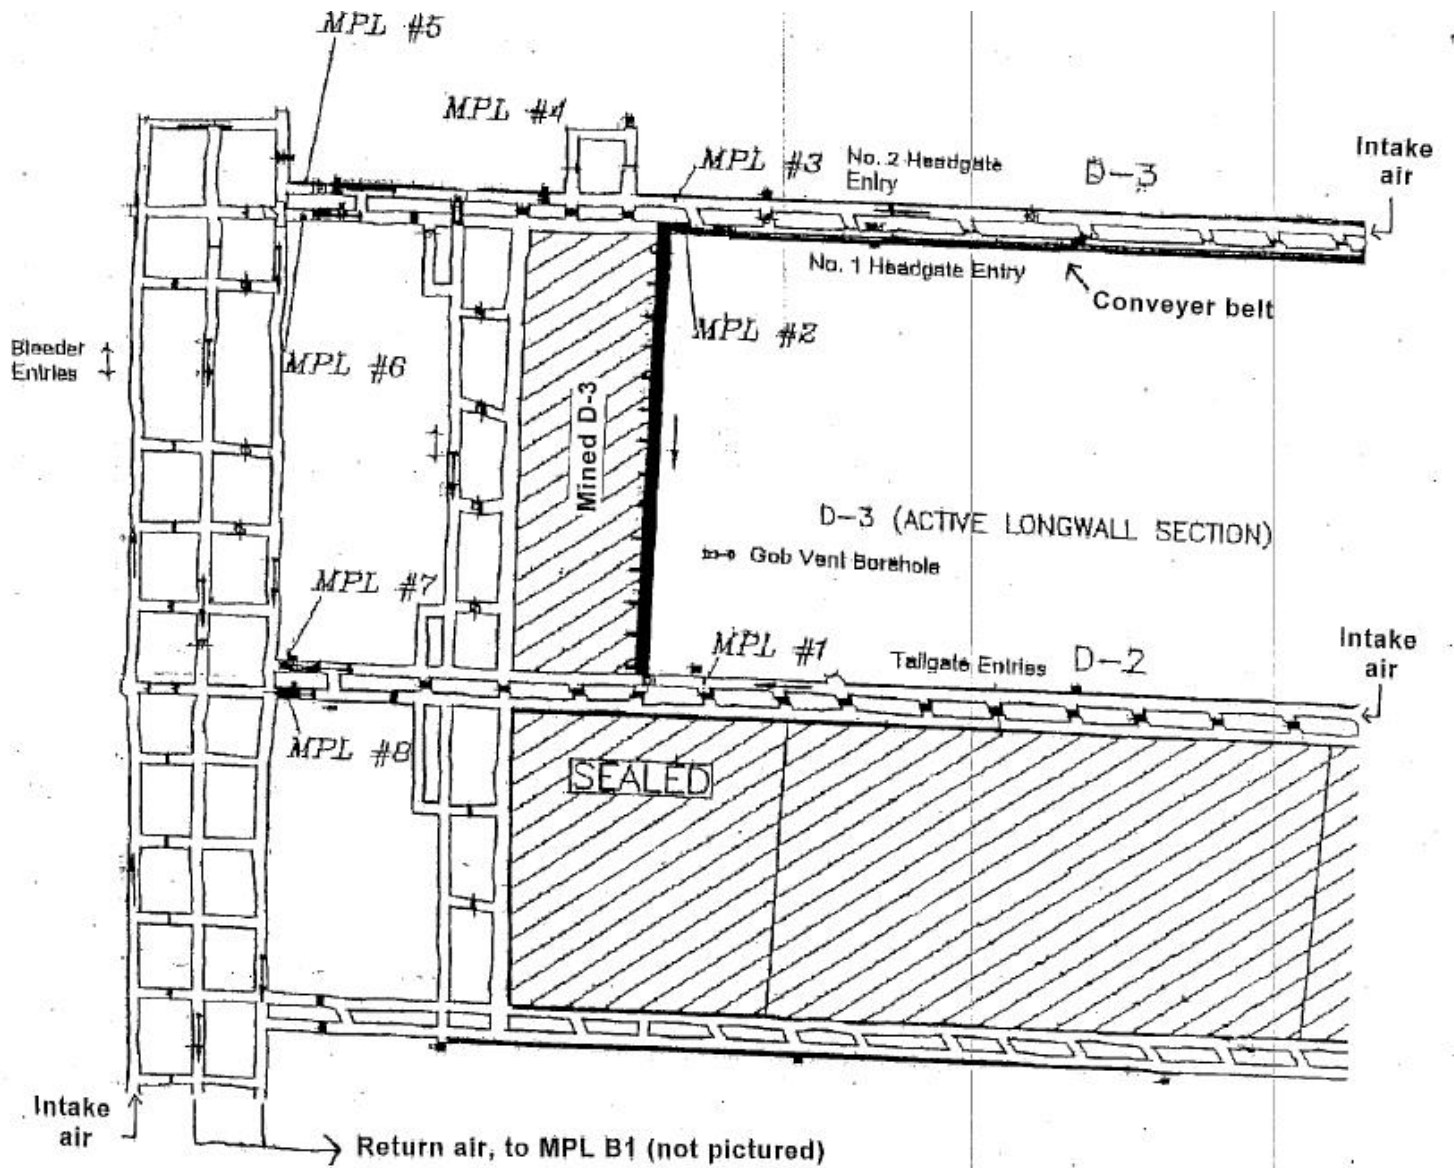 MPL #5
MPL #4
MPL #3
No. 2 Headgate
Entry
D-3
Intake
air
No. 1 Headgate Entry
Conveyer belt
MPL #2
Bleeder
Entries
MPL #6
Mined D-3
D-3 (ACTIVE LONGWALL SECTION)
Gob Vent Borehole
MPL #7
MPL #1
Tailgate Entries
D-2
Intake
air
MPL #8
SEALED
Intake
air
Return air, to MPL B1 (not pictured)